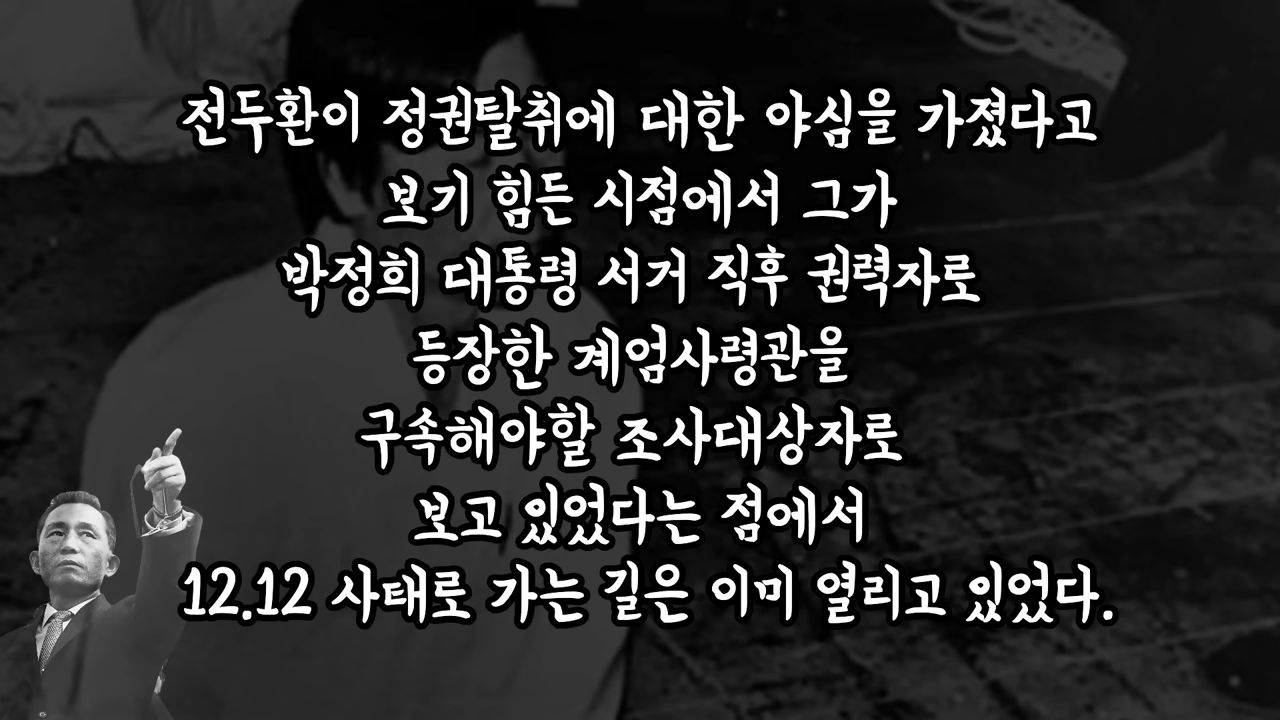 전두환이 정권탈취에 대한 야심을 가졌다고
보기 힘든 시점에서 그가
박정희 대통령 서거 직후 권력자로
등장한 계엄사령관을
구속해야할 조사대상자로
보고 있었다는 점에서
12.12 사태로 가는 길은 이미 열리고 있었다.